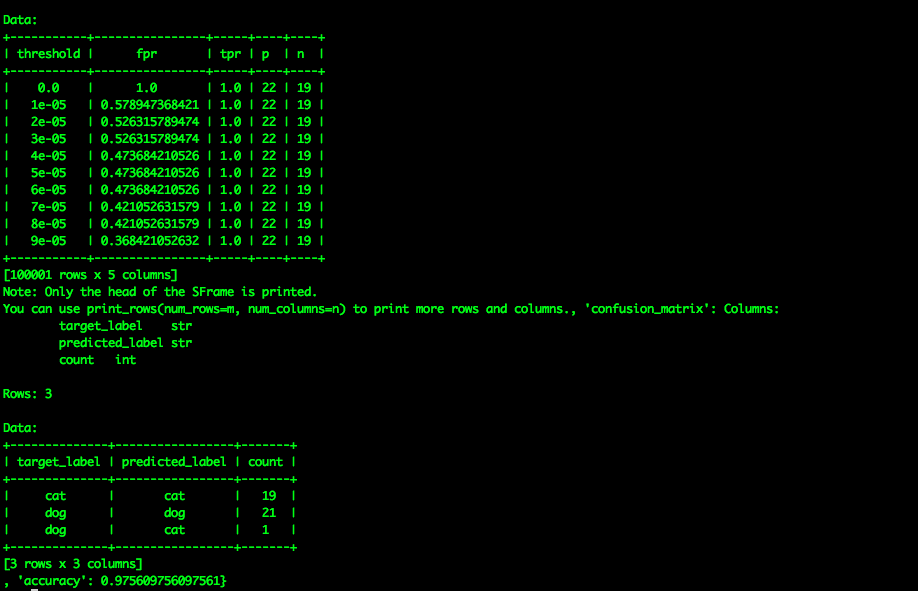 Data:
+-----------+----------------+-----+----+----+
| threshold |      fpr       | tpr | p  | n  |
+-----------+----------------+-----+----+----+
|    0.0    |      1.0       | 1.0 | 22 | 19 |
|   1e-05   | 0.578947368421 | 1.0 | 22 | 19 |
|   2e-05   | 0.526315789474 | 1.0 | 22 | 19 |
|   3e-05   | 0.526315789474 | 1.0 | 22 | 19 |
|   4e-05   | 0.473684210526 | 1.0 | 22 | 19 |
|   5e-05   | 0.473684210526 | 1.0 | 22 | 19 |
|   6e-05   | 0.473684210526 | 1.0 | 22 | 19 |
|   7e-05   | 0.421052631579 | 1.0 | 22 | 19 |
|   8e-05   | 0.421052631579 | 1.0 | 22 | 19 |
|   9e-05   | 0.368421052632 | 1.0 | 22 | 19 |
+-----------+----------------+-----+----+----+
[100001 rows x 5 columns]
Note: Only the head of the SFrame is printed.
You can use print_rows(num_rows=m, num_columns=n) to print more rows and columns., 'confusion_matrix': Columns:
        target_label    str
        predicted_label str
        count   int

Rows: 3

Data:
+--------------+-----------------+-------+
| target_label | predicted_label | count |
+--------------+-----------------+-------+
|     cat      |       cat       |   19  |
|     dog      |       dog       |   21  |
|     dog      |       cat       |   1   |
+--------------+-----------------+-------+
[3 rows x 3 columns]
, 'accuracy': 0.975609756097561}